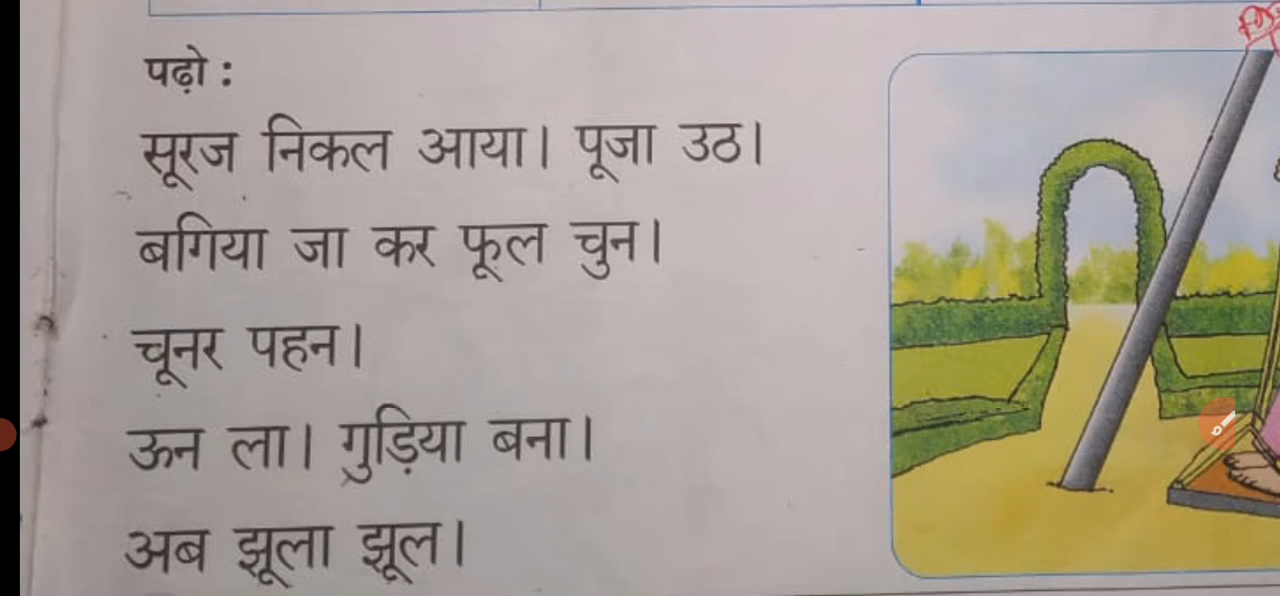 पढ़ो :
सूरज निकल आया। पूजा उठ।
बगिया जा कर फूल चुन।
चूनर पहन।
ऊन ला। गुड़िया बना।
अब झूला झूल।